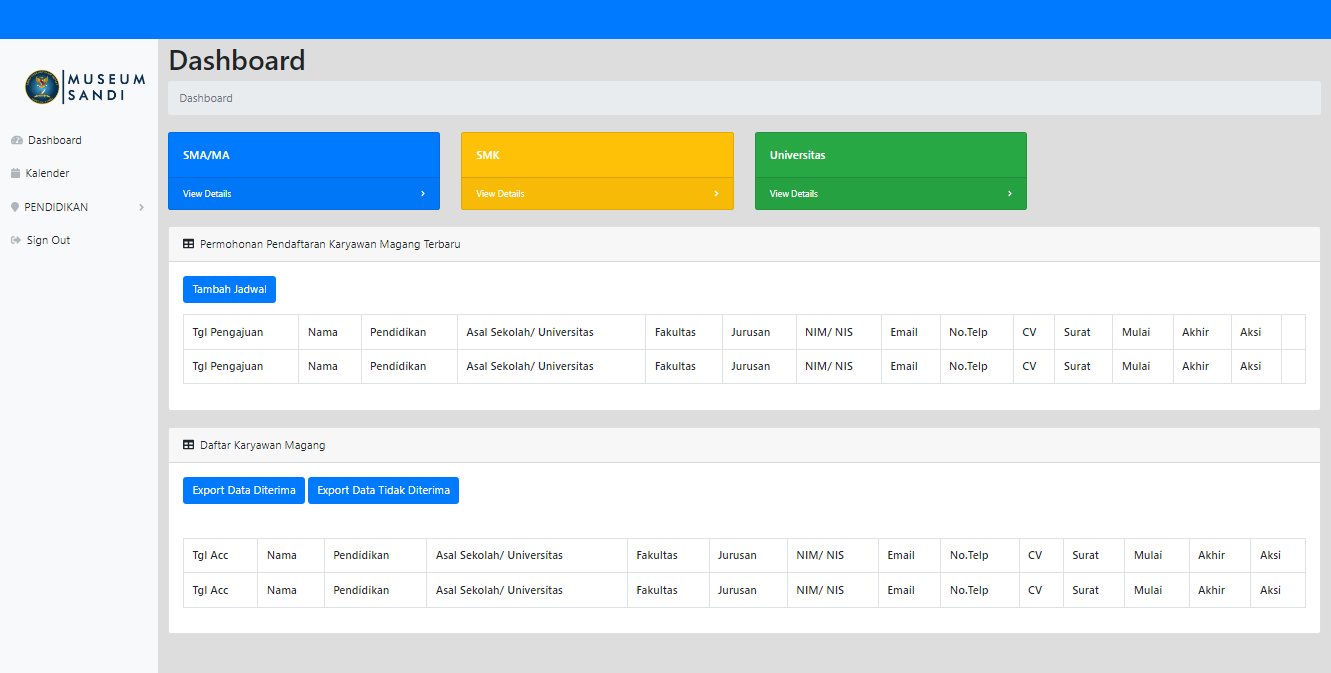 Dashboard
MUSEUM
SANDI
Dashboard
Dashboard
Kalender
PENDIDIKAN
Sign Out
SMA/MA
View Details
SMK
View Details
Universitas
View Details
Permohonan Pendaftaran Karyawan Magang Terbaru
Tambah Jadwal
Tgl Pengajuan Nama Pendidikan Asal Sekolah/ Universitas Fakultas Jurusan NIM/ NIS Email No.Telp CV Surat Mulai Akhir Aksi
Tgl Pengajuan Nama Pendidikan Asal Sekolah/ Universitas Fakultas Jurusan NIM/ NIS Email No.Telp CV Surat Mulai Akhir Aksi
Daftar Karyawan Magang
Export Data Diterima Export Data Tidak Diterima
Tgl Acc Nama Pendidikan Asal Sekolah/ Universitas Fakultas Jurusan NIM/ NIS Email No.Telp CV Surat Mulai Akhir Aksi
Tgl Acc Nama Pendidikan Asal Sekolah/ Universitas Fakultas Jurusan NIM/ NIS Email No.Telp CV Surat Mulai Akhir Aksi